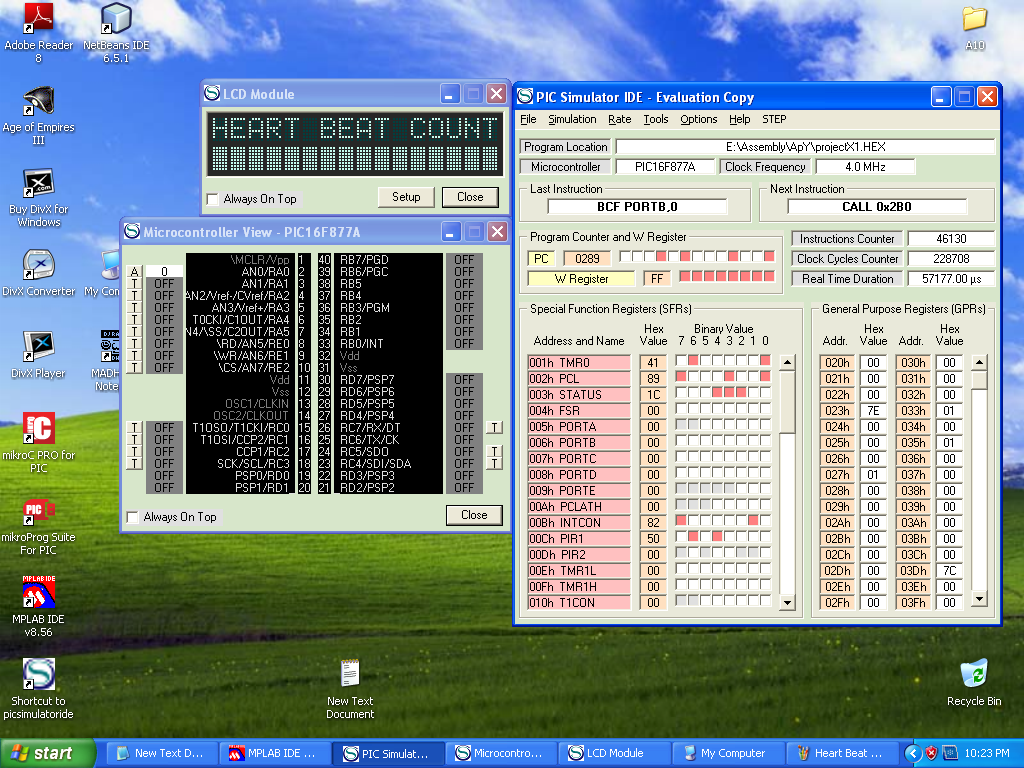 Adobe Reader
8
NetBeans IDE
6.5.1
A10
Age of Empires
III
Buy DivX for
Windows
DivX Converter
My Con
DivX Player
MADH
Note
mikroC PRO for
PIC
mikroProg Suite
For PIC
MPLAB IDE
v8.56
Shortcut to
picsimulatoride
New Text
Document
Recycle Bin
LCD Module
HEART BEAT COUNT
Always On Top
Setup
Close
Microcontroller View - PIC16F877A
\MCLR/Vpp 1 40 RB7/PGD OFF
A 0 AN0/RA0 2 39 RB6/PGC OFF
T OFF AN1/RA1 3 38 RB5 OFF
T OFF AN2/Vref-/CVref/RA2 4 37 RB4 OFF
T OFF AN3/Vref+/RA3 5 36 RB3/PGM OFF
T OFF T0CKI/C1OUT/RA4 6 35 RB2 OFF
T OFF N4/\SS/C2OUT/RA5 7 34 RB1 OFF
T OFF \RD/AN5/RE0 8 33 RB0/INT OFF
T OFF \WR/AN6/RE1 9 32 Vdd
T OFF \CS/AN7/RE2 10 31 Vss
Vdd 11 30 RD7/PSP7 OFF
Vss 12 29 RD6/PSP6 OFF
OSC1/CLKIN 13 28 RD5/PSP5 OFF
OSC2/CLKOUT 14 27 RD4/PSP4 OFF
T OFF T1OSO/T1CKI/RC0 15 26 RC7/RX/DT OFF T
T OFF T1OSI/CCP2/RC1 16 25 RC6/TX/CK OFF
T OFF CCP1/RC2 17 24 RC5/SDO OFF T
T OFF SCK/SCL/RC3 18 23 RC4/SDI/SDA OFF T
OFF PSP0/RD0 19 22 RD3/PSP3 OFF
OFF PSP1/RD1 20 21 RD2/PSP2 OFF
Always On Top
Close
PIC Simulator IDE - Evaluation Copy
File Simulation Rate Tools Options Help STEP
Program Location E:\Assembly\ApY\projectX1.HEX
Microcontroller PIC16F877A Clock Frequency 4.0 MHz
Last Instruction
BCF PORTB,0
Next Instruction
CALL 0x2B0
Program Counter and W Register
PC 0289
W Register FF
Instructions Counter 46130
Clock Cycles Counter 228708
Real Time Duration 57177.00 µs
Special Function Registers (SFRs)
Hex Binary Value
Address and Name Value 7 6 5 4 3 2 1 0
001h TMR0 41
002h PCL 89
003h STATUS 1C
004h FSR 00
005h PORTA 00
006h PORTB 00
007h PORTC 00
008h PORTD 00
009h PORTE 00
00Ah PCLATH 00
00Bh INTCON 82
00Ch PIR1 50
00Dh PIR2 00
00Eh TMR1L 00
00Fh TMR1H 00
010h T1CON 00
General Purpose Registers (GPRs)
Hex Hex
Addr. Value Addr. Value
020h 00 030h 00
021h 00 031h 00
022h 00 032h 00
023h 7E 033h 01
024h 00 034h 00
025h 00 035h 01
026h 00 036h 00
027h 01 037h 00
028h 00 038h 00
029h 00 039h 00
02Ah 00 03Ah 00
02Bh 00 03Bh 00
02Ch 00 03Ch 00
02Dh 00 03Dh 7C
02Eh 00 03Eh 00
02Fh 00 03Fh 00
start
New Text D...
MPLAB IDE ...
PIC Simulat...
Microcontro...
LCD Module
My Computer
Heart Beat ...
10:23 PM